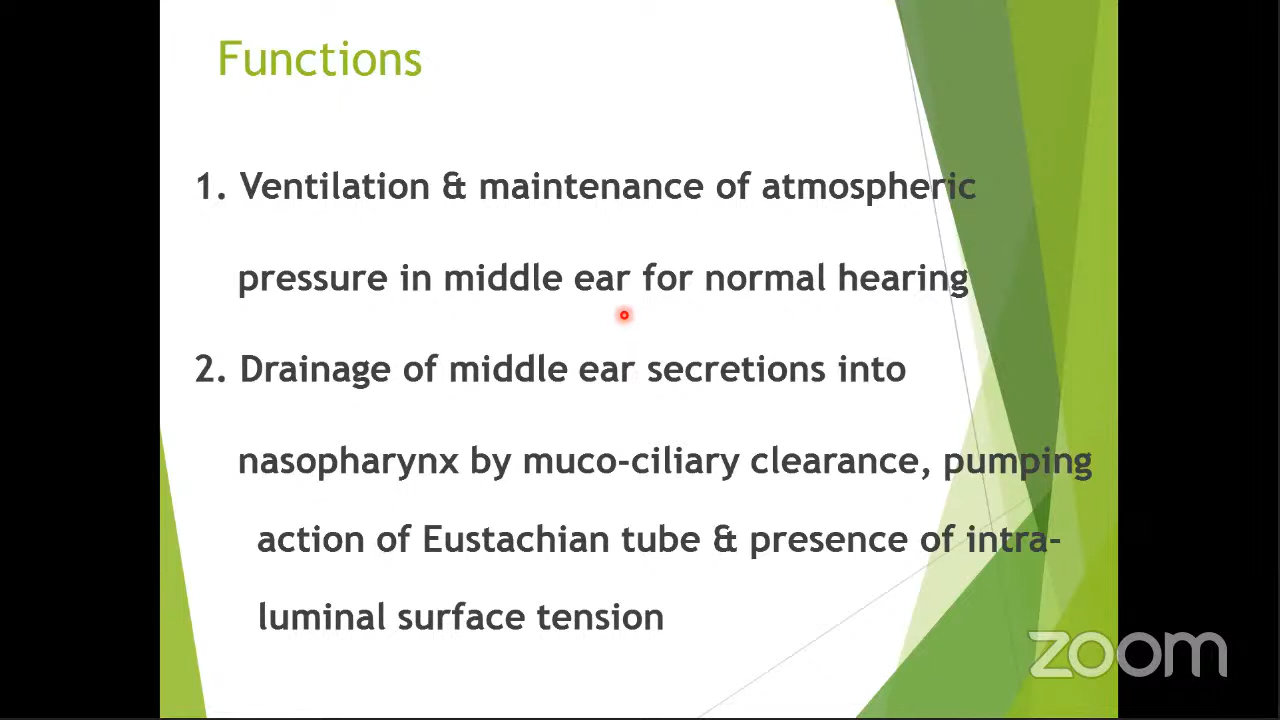 Functions
1. Ventilation & maintenance of atmospheric
pressure in middle ear for normal hearing
2. Drainage of middle ear secretions into
nasopharynx by muco-ciliary clearance, pumping
action of Eustachian tube & presence of intra-
luminal surface tension
zoom